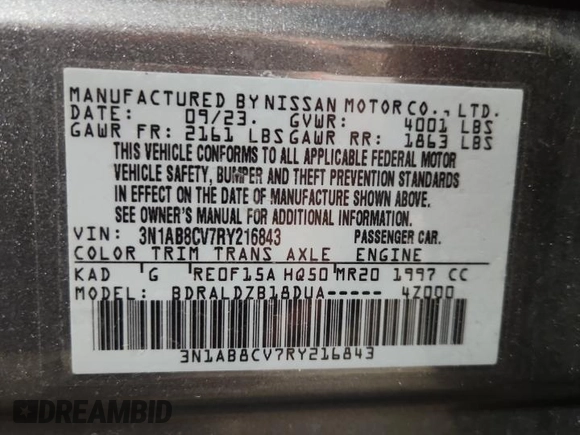 MANUFACTURED BY NISSAN MOTOR CO., LTD.
DATE: 09/23. GVWR: 4001 LBS
GAWR FR: 2161 LBS GAWR RR: 1863 LBS
THIS VEHICLE CONFORMS TO ALL APPLICABLE FEDERAL MOTOR
VEHICLE SAFETY, BUMPER AND THEFT PREVENTION STANDARDS
IN EFFECT ON THE DATE OF MANUFACTURE SHOWN ABOVE.
SEE OWNER'S MANUAL FOR ADDITIONAL INFORMATION.
VIN: 3N1AB8CV7RY216843 PASSENGER CAR.
COLOR TRIM TRANS AXLE ENGINE
KAD G RE0F15A HQ50 MR20 1997 CC
MODEL: BDRALDZB18DUA----- 4Z000
3N1AB8CV7RY216843
DREAMBID